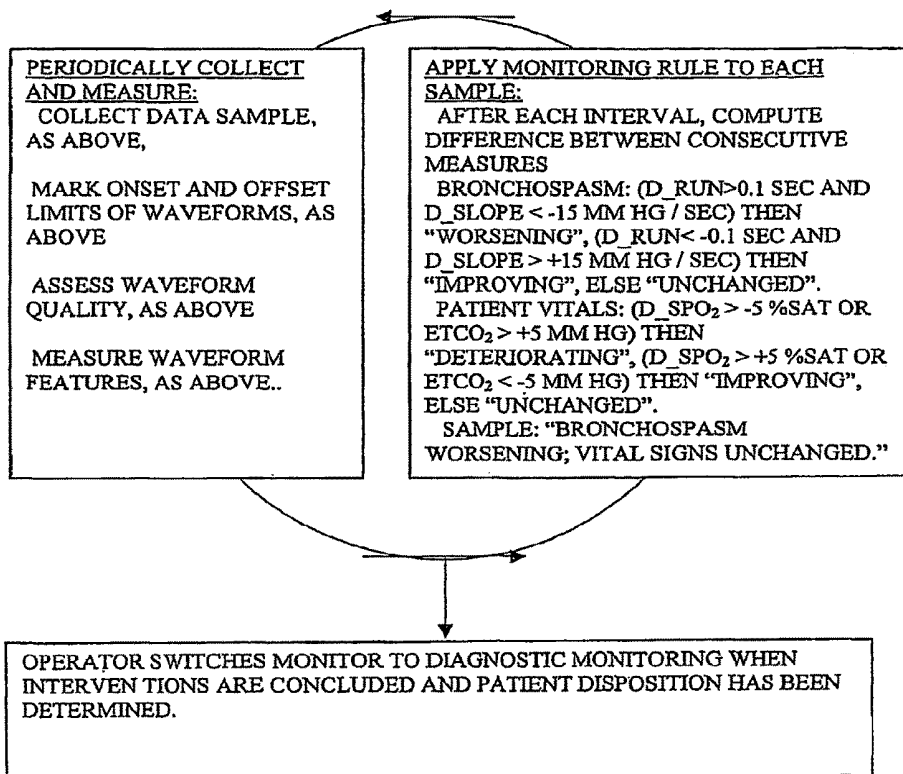 PERIODICALLY COLLECT
AND MEASURE:
COLLECT DATA SAMPLE,
AS ABOVE,
MARK ONSET AND OFFSET
LIMITS OF WAVEFORMS, AS
ABOVE
ASSESS WAVEFORM
QUALITY, AS ABOVE
MEASURE WAVEFORM
FEATURES, AS ABOVE..
APPLY MONITORING RULE TO EACH
SAMPLE:
AFTER EACH INTERVAL, COMPUTE
DIFFERENCE BETWEEN CONSECUTIVE
MEASURES
BRONCHOSPASM: (D_RUN>0.1 SEC AND
D_SLOPE < -15 MM HG / SEC) THEN
“WORSENING”, (D_RUN< -0.1 SEC AND
D_SLOPE > +15 MM HG / SEC) THEN
“IMPROVING”, ELSE “UNCHANGED”.
PATIENT VITALS: (D_SPO₂ > -5 %SAT OR
ETCO₂ > +5 MM HG) THEN
“DETERIORATING”, (D_SPO₂ > +5 %SAT OR
ETCO₂ < -5 MM HG) THEN “IMPROVING”,
ELSE “UNCHANGED”.
SAMPLE: “BRONCHOSPASM
WORSENING; VITAL SIGNS UNCHANGED.”
OPERATOR SWITCHES MONITOR TO DIAGNOSTIC MONITORING WHEN
INTERVEN TIONS ARE CONCLUDED AND PATIENT DISPOSITION HAS BEEN
DETERMINED.